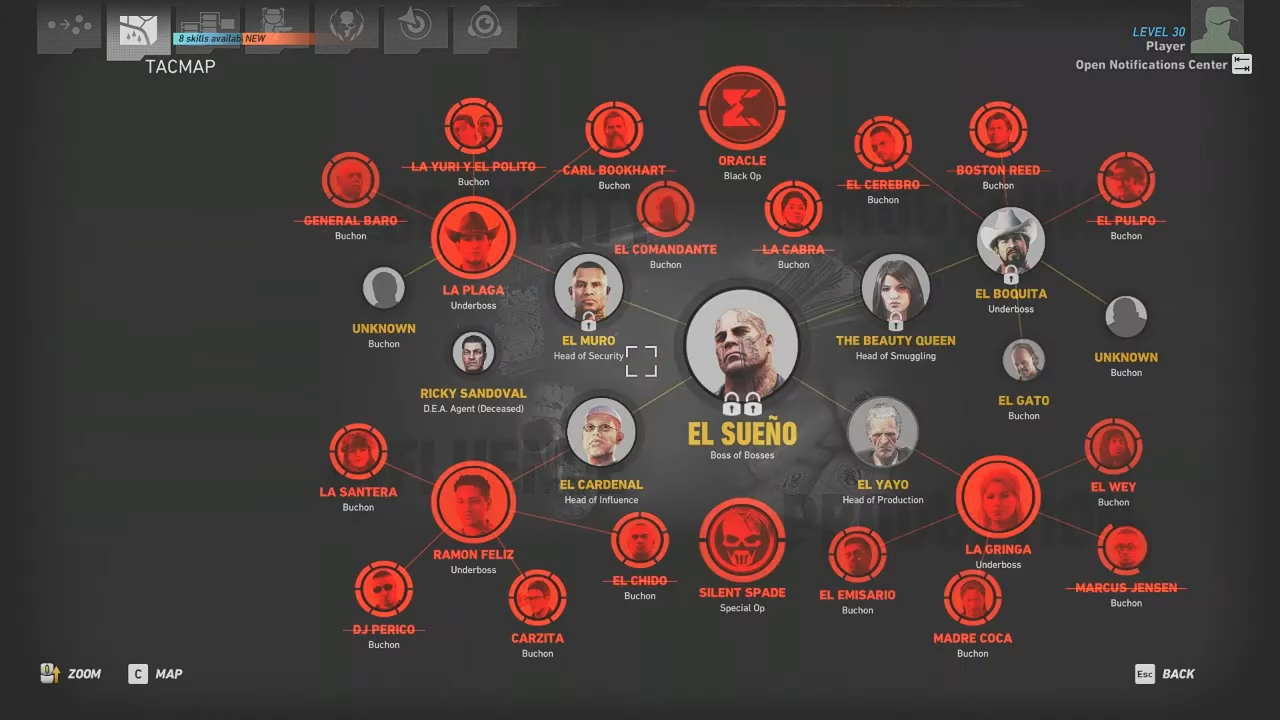 8 skills availabl NEW
TACMAP
LEVEL 30
Player
Open Notifications Center
LA YURI Y EL POLITO
Buchon
CARL BOOKHART
Buchon
ORACLE
Black Op
EL CEREBRO
Buchon
BOSTON REED
Buchon
GENERAL BARO
Buchon
EL COMANDANTE
Buchon
LA CABRA
Buchon
EL PULPO
Buchon
LA PLAGA
Underboss
EL BOQUITA
Underboss
UNKNOWN
Buchon
EL MURO
Head of Security
THE BEAUTY QUEEN
Head of Smuggling
UNKNOWN
Buchon
RICKY SANDOVAL
D.E.A. Agent (Deceased)
EL GATO
Buchon
EL SUEÑO
Boss of Bosses
LA SANTERA
Buchon
EL CARDENAL
Head of Influence
EL YAYO
Head of Production
EL WEY
Buchon
RAMON FELIZ
Underboss
LA GRINGA
Underboss
EL CHIDO
Buchon
SILENT SPADE
Special Op
EL EMISARIO
Buchon
MARCUS JENSEN
Buchon
DJ PERICO
Buchon
CARZITA
Buchon
MADRE COCA
Buchon
ZOOM
C MAP
Esc BACK